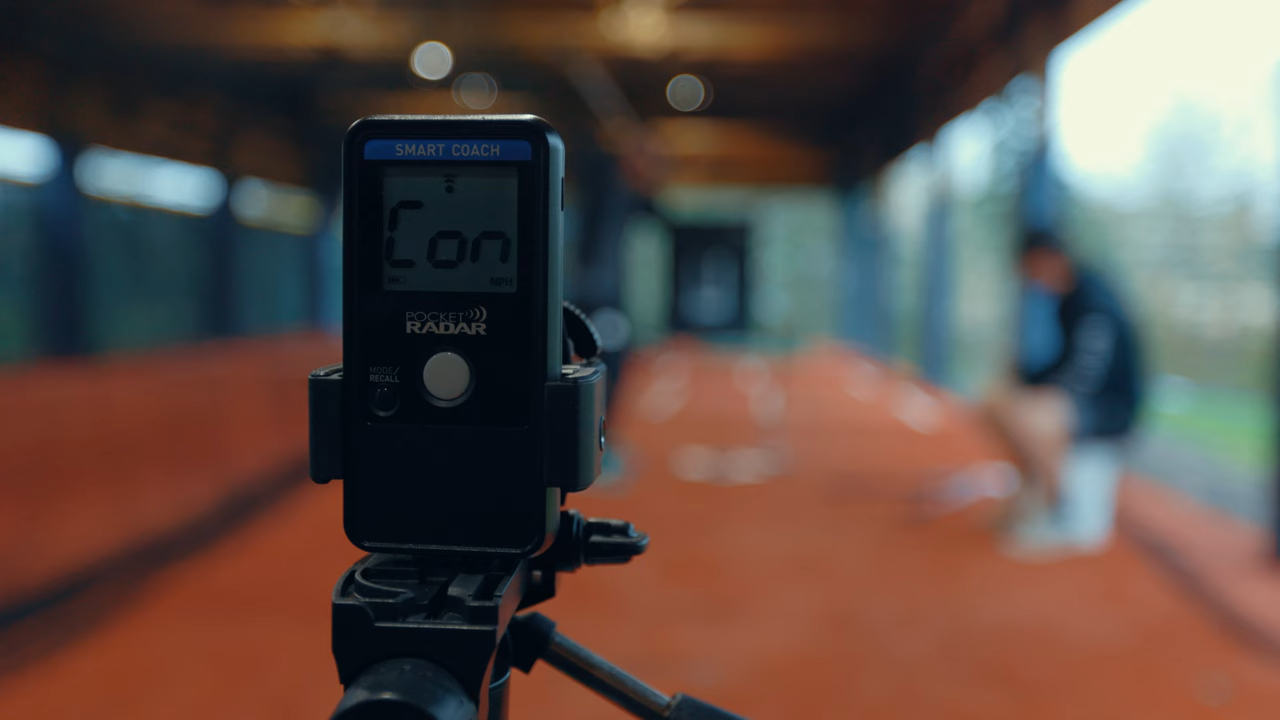 SMART COACH
Con
MPH
POCKET
RADAR
MODE/
RECALL